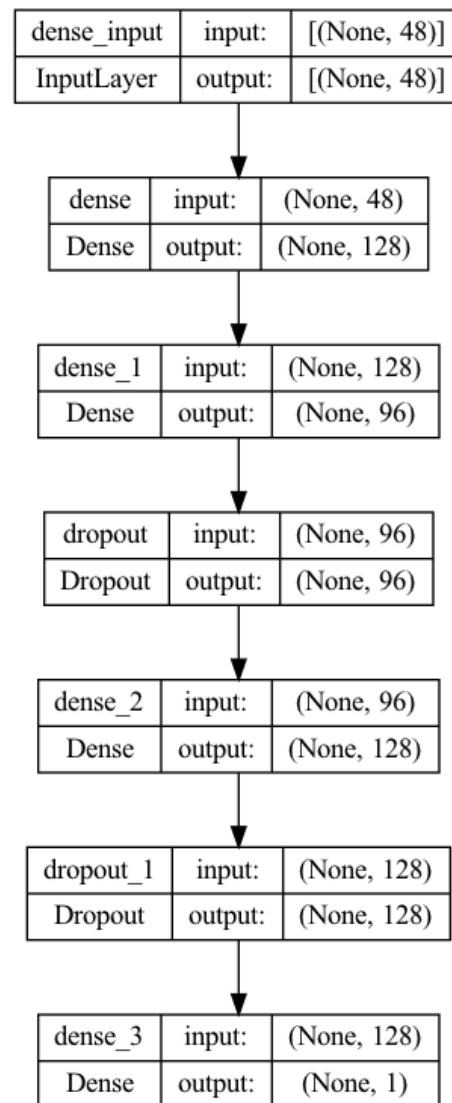 dense_input input: [(None, 48)]
InputLayer output: [(None, 48)]
dense input: (None, 48)
Dense output: (None, 128)
dense_1 input: (None, 128)
Dense output: (None, 96)
dropout input: (None, 96)
Dropout output: (None, 96)
dense_2 input: (None, 96)
Dense output: (None, 128)
dropout_1 input: (None, 128)
Dropout output: (None, 128)
dense_3 input: (None, 128)
Dense output: (None, 1)